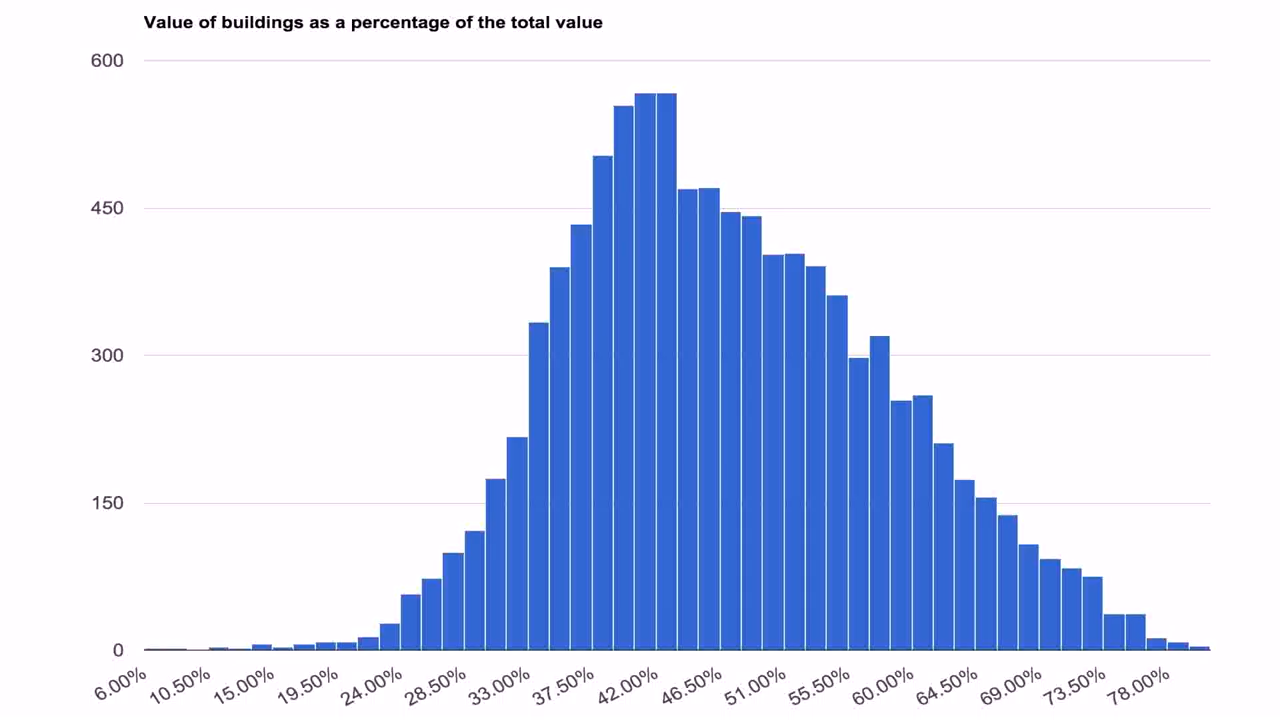 Value of buildings as a percentage of the total value
600
450
300
150
0
6.00% 10.50% 15.00% 19.50% 24.00% 28.50% 33.00% 37.50% 42.00% 46.50% 51.00% 55.50% 60.00% 64.50% 69.00% 73.50% 78.00%